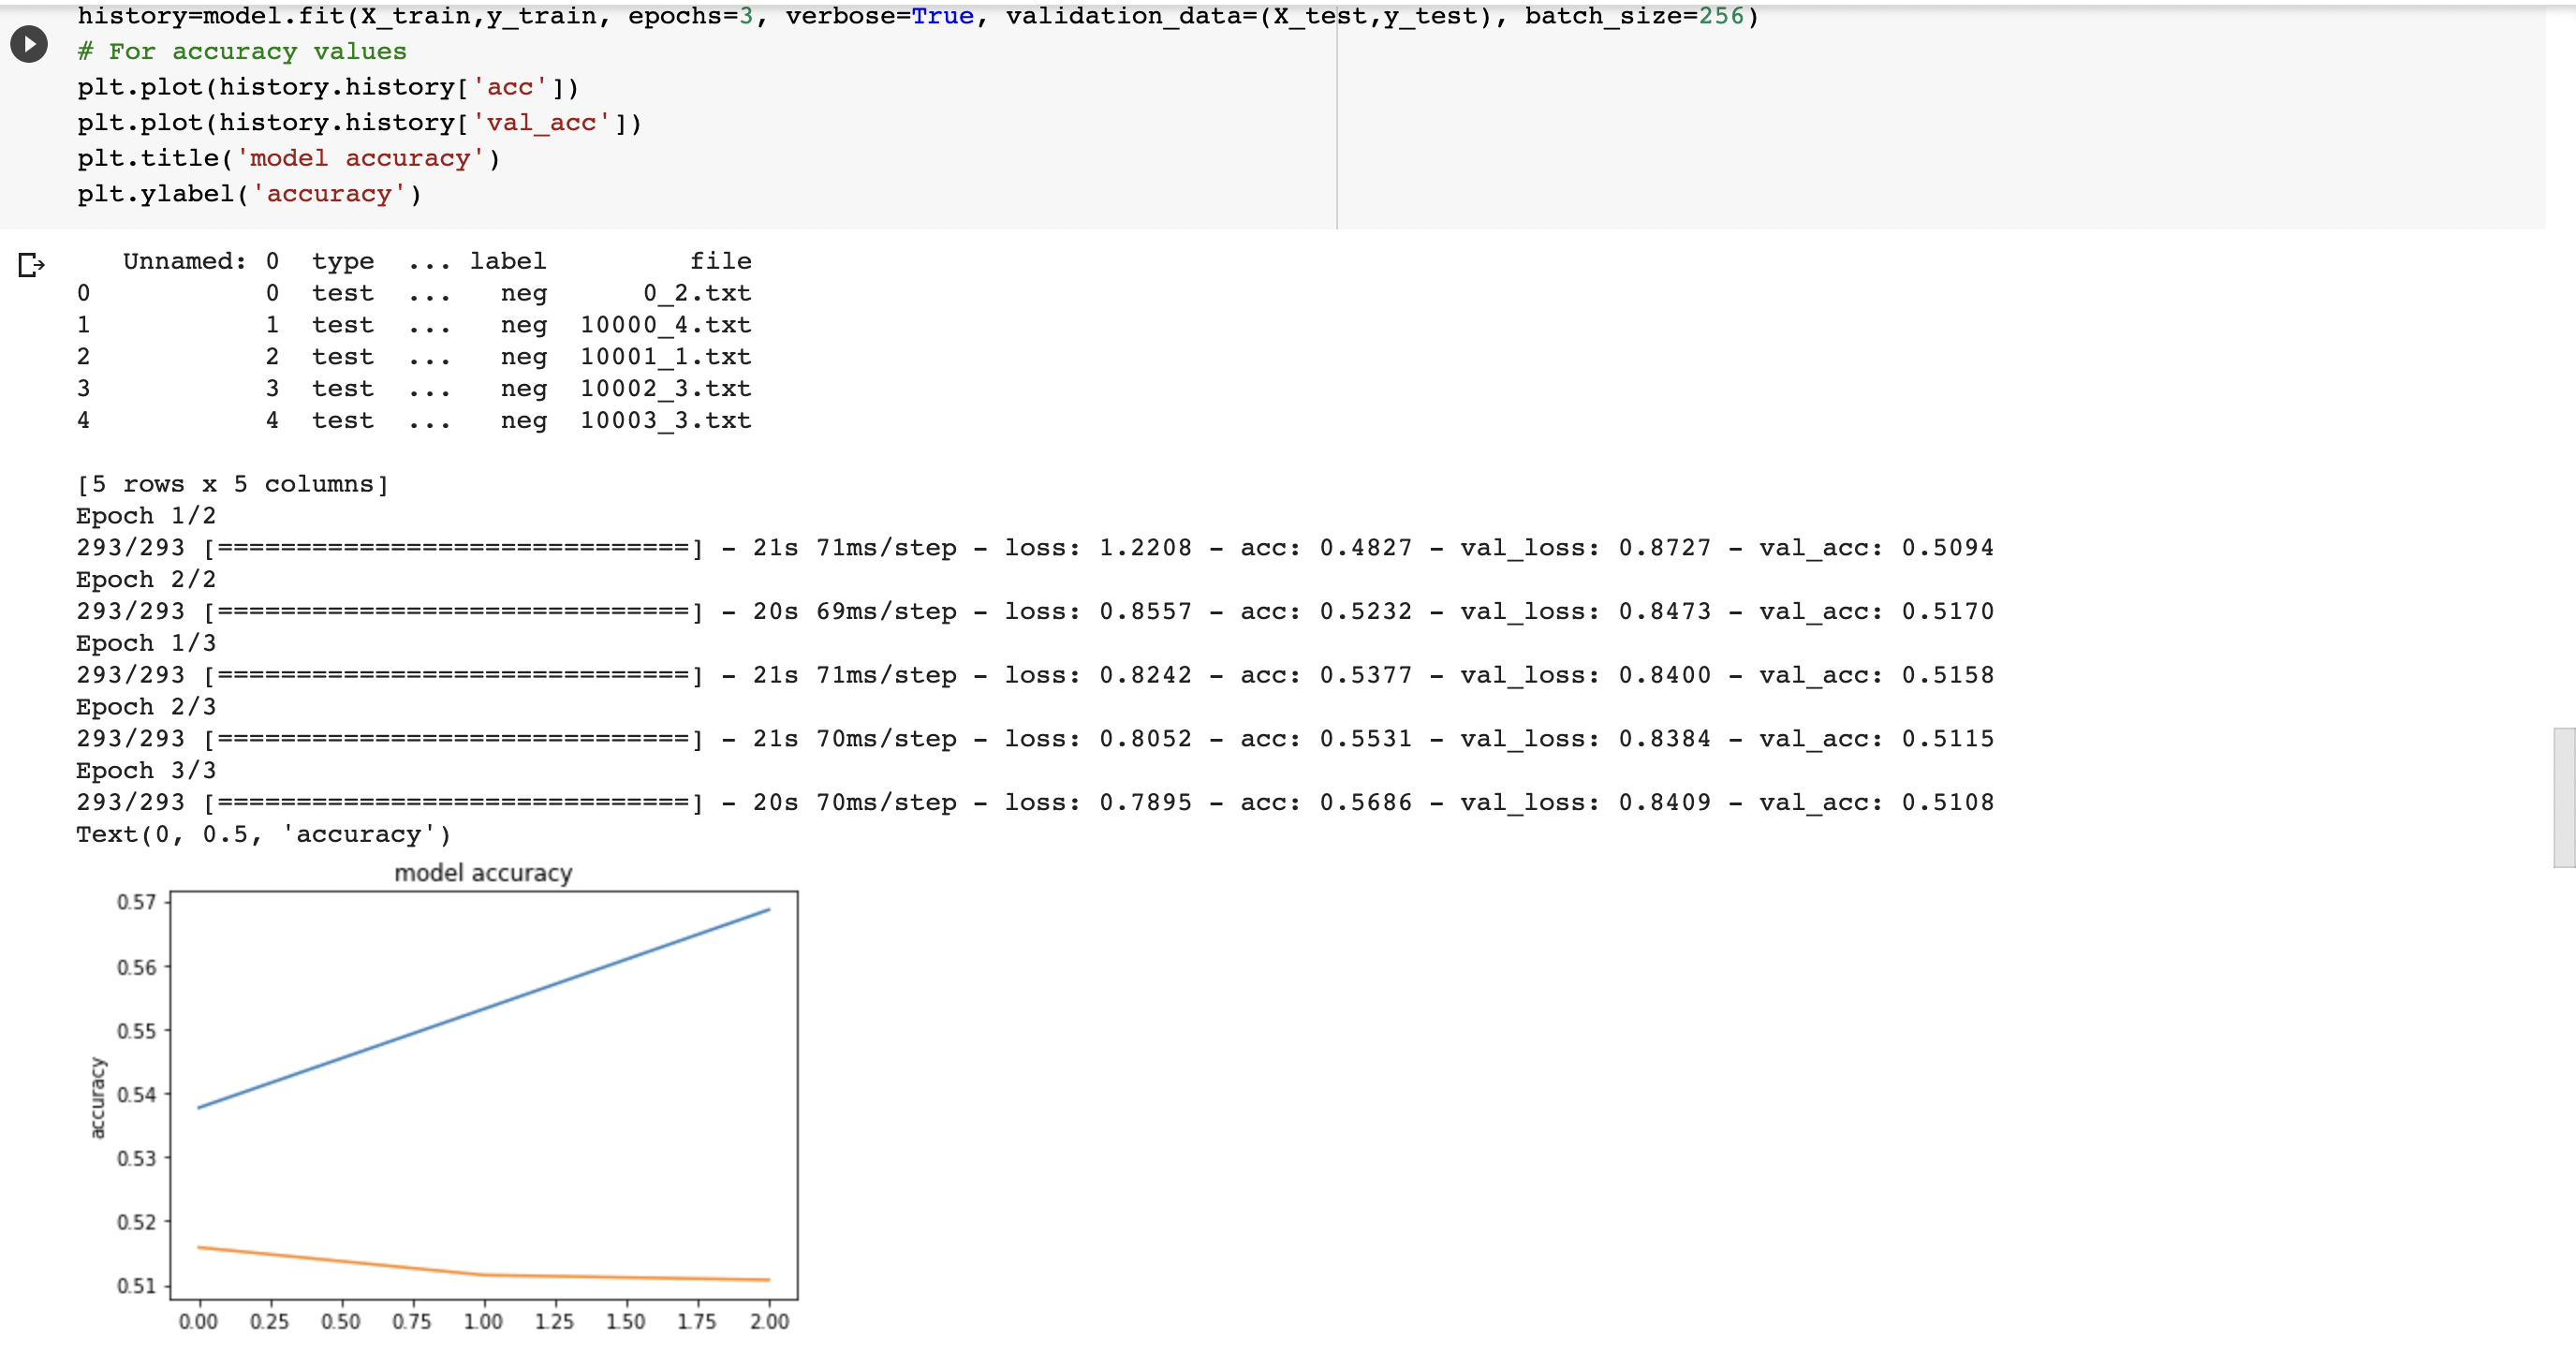 history=model.fit(X_train,y_train, epochs=3, verbose=True, validation_data=(X_test,y_test), batch_size=256)
# For accuracy values
plt.plot(history.history['acc'])
plt.plot(history.history['val_acc'])
plt.title('model accuracy')
plt.ylabel('accuracy')
Unnamed: 0 type ... label file
0 0 test ... neg 0_2.txt
1 1 test ... neg 10000_4.txt
2 2 test ... neg 10001_1.txt
3 3 test ... neg 10002_3.txt
4 4 test ... neg 10003_3.txt
[5 rows x 5 columns]
Epoch 1/2
293/293 [==============================] - 21s 71ms/step - loss: 1.2208 - acc: 0.4827 - val_loss: 0.8727 - val_acc: 0.5094
Epoch 2/2
293/293 [==============================] - 20s 69ms/step - loss: 0.8557 - acc: 0.5232 - val_loss: 0.8473 - val_acc: 0.5170
Epoch 1/3
293/293 [==============================] - 21s 71ms/step - loss: 0.8242 - acc: 0.5377 - val_loss: 0.8400 - val_acc: 0.5158
Epoch 2/3
293/293 [==============================] - 21s 70ms/step - loss: 0.8052 - acc: 0.5531 - val_loss: 0.8384 - val_acc: 0.5115
Epoch 3/3
293/293 [==============================] - 20s 70ms/step - loss: 0.7895 - acc: 0.5686 - val_loss: 0.8409 - val_acc: 0.5108
Text(0, 0.5, 'accuracy')
model accuracy
0.57
0.56
0.55
0.54
0.53
0.52
0.51
accuracy
0.00 0.25 0.50 0.75 1.00 1.25 1.50 1.75 2.00